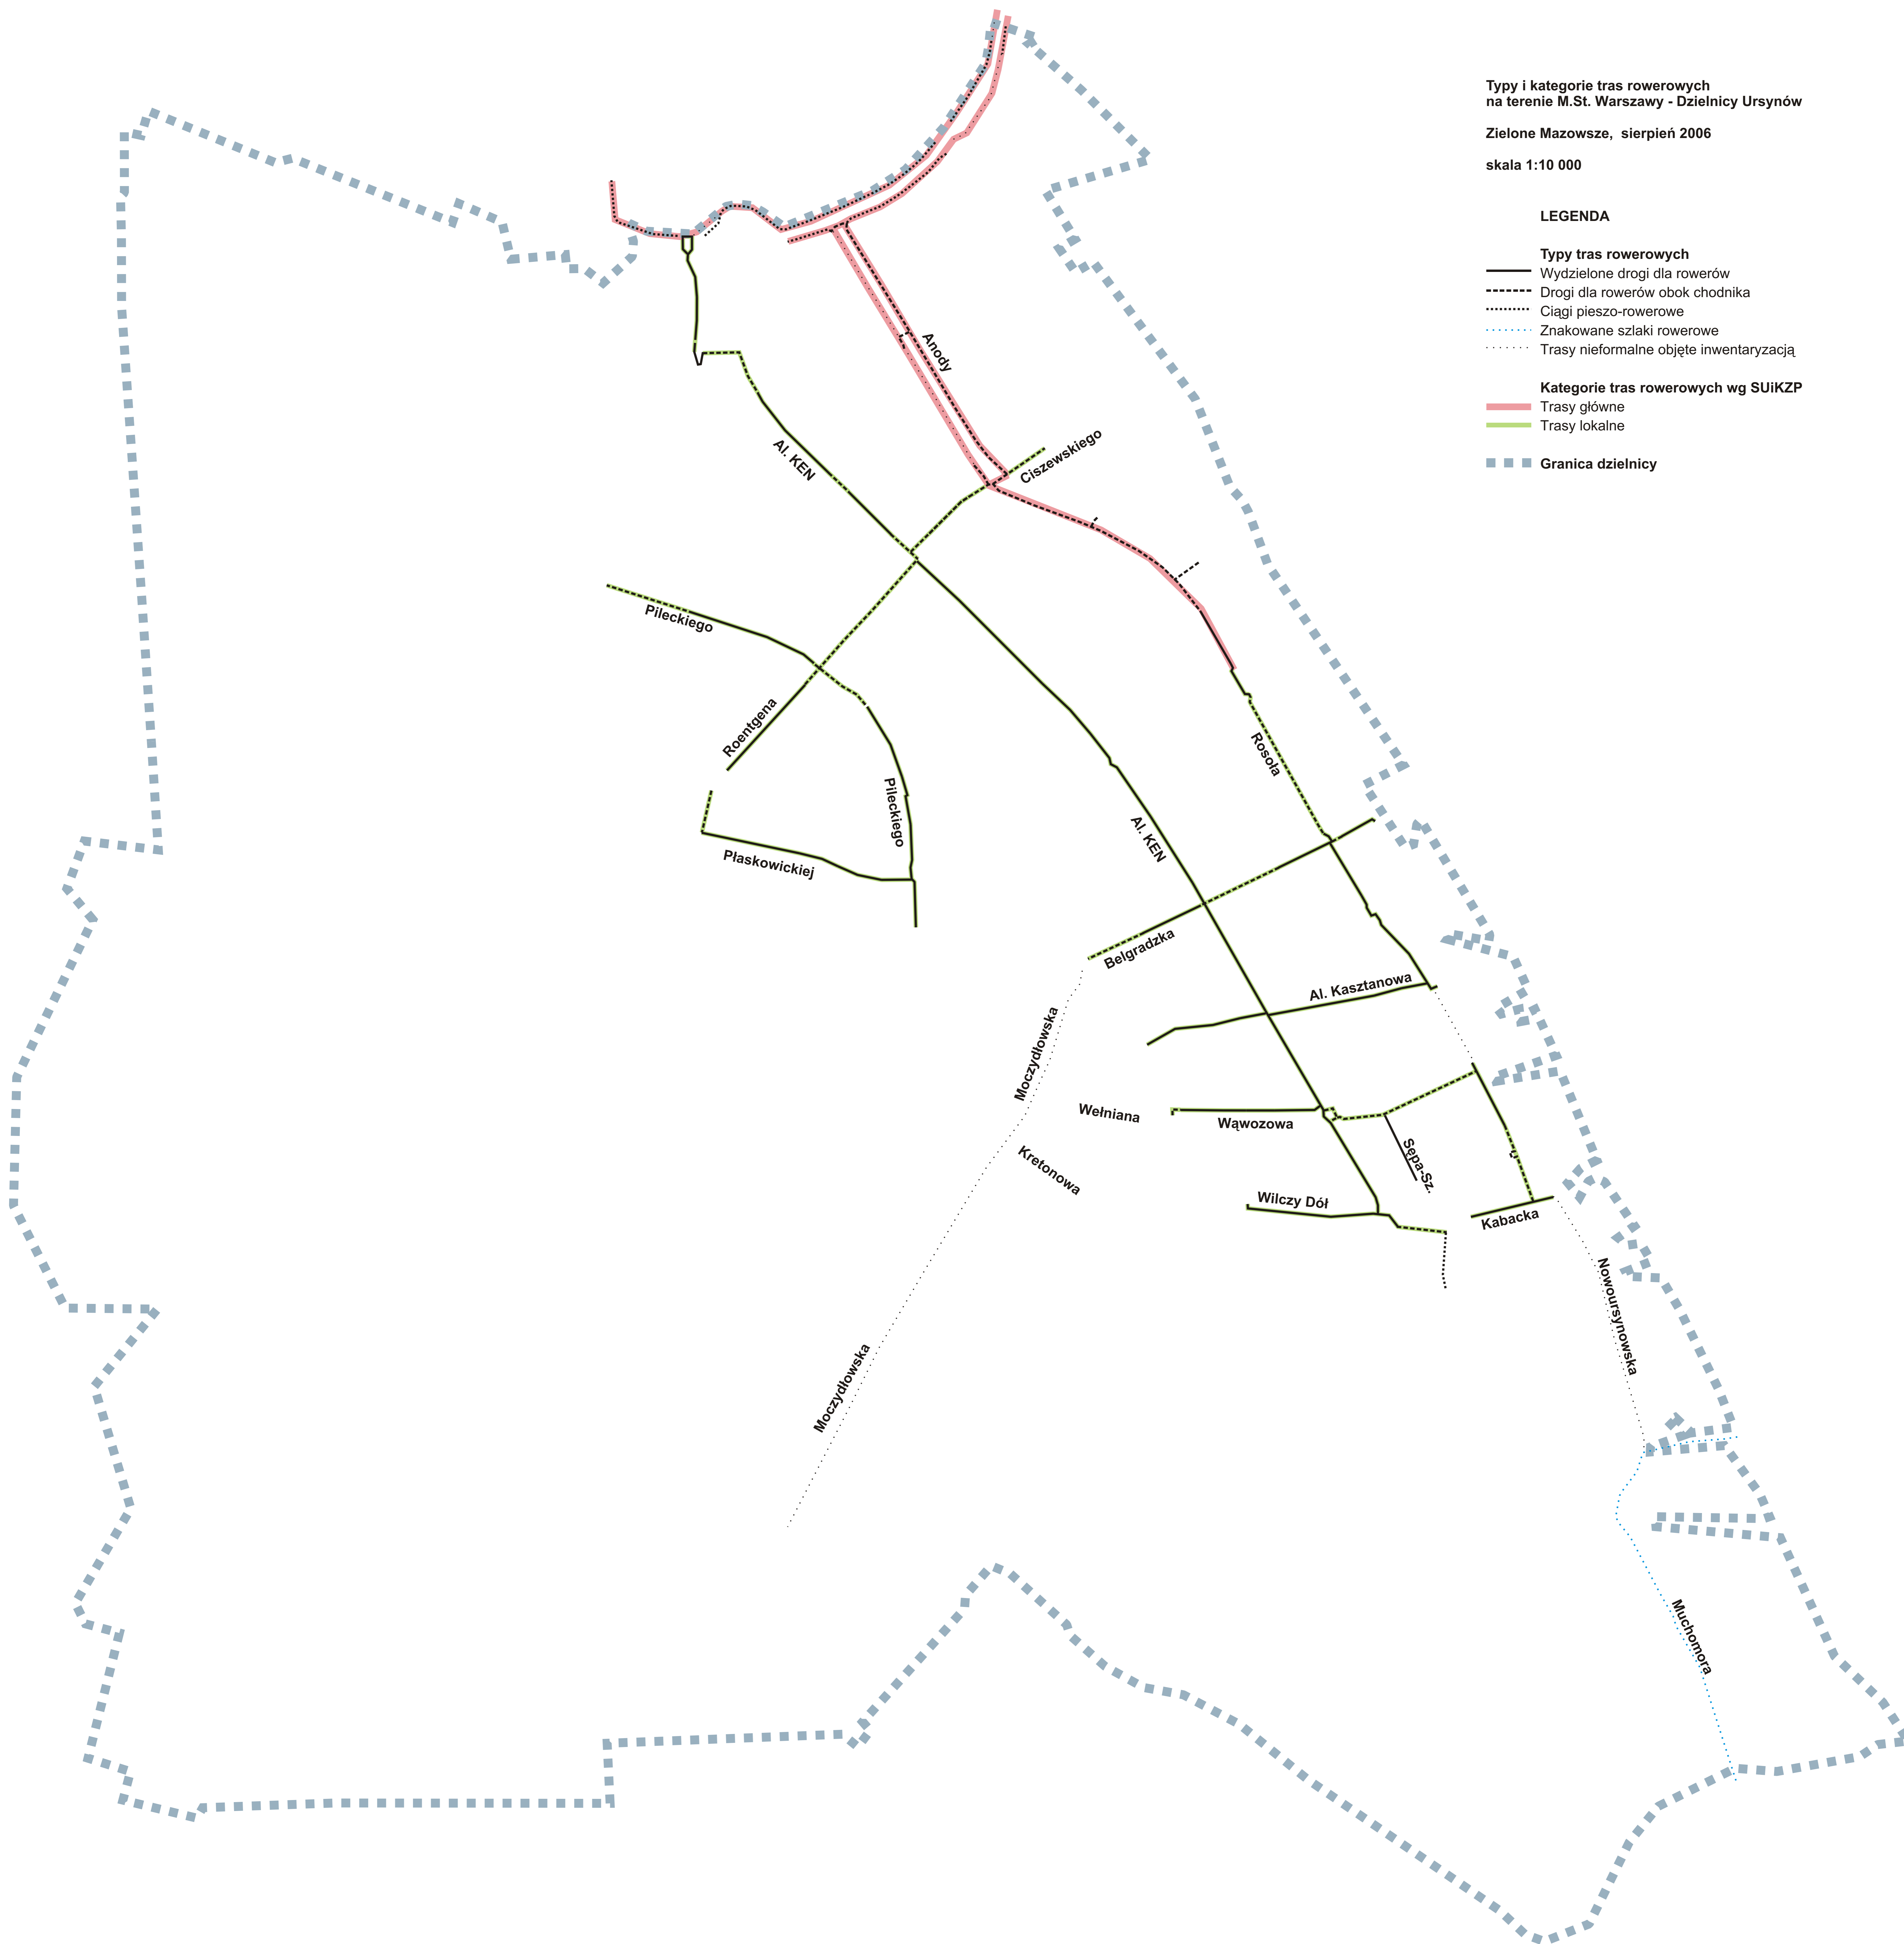 Typy i kategorie tras rowerowych
na terenie M.St. Warszawy - Dzielnicy Ursynów
Zielone Mazowsze, sierpień 2006
skala 1:10 000
LEGENDA
Typy tras rowerowych
Wydzielone drogi dla rowerów
Drogi dla rowerów obok chodnika
Ciągi pieszo-rowerowe
Znakowane szlaki rowerowe
Trasy nieformalne objęte inwentaryzacją
Kategorie tras rowerowych wg SUiKZP
Trasy główne
Trasy lokalne
Granica dzielnicy
Anody
Al. KEN
Ciszewskiego
Pileckiego
Roentgena
Rosoła
Pileckiego
Al. KEN
Płaskowickiej
Belgradzka
Al. Kasztanowa
Moczydłowska
Wełniana
Wąwozowa
Kretonowa
Sępa-Sz.
Wilczy Dół
Kabacka
Nowoursynowska
Moczydłowska
Muchomora